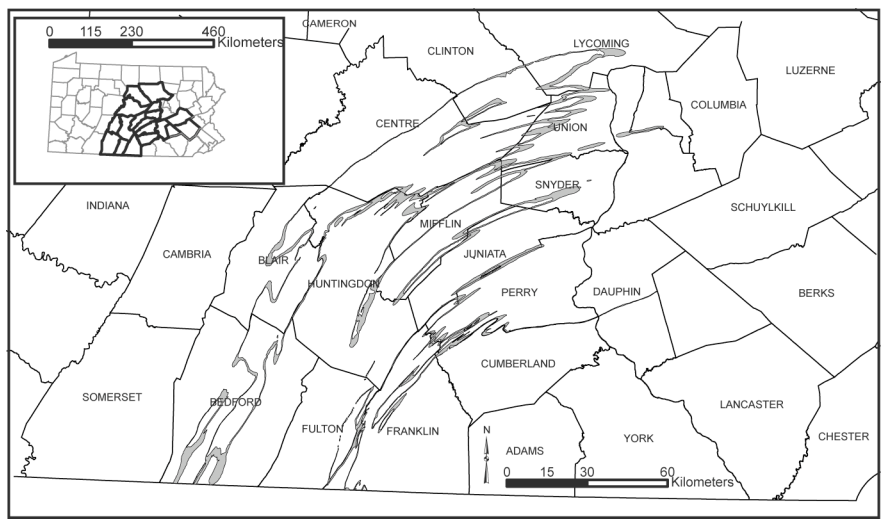 0 115 230 460
Kilometers
CAMERON
CLINTON
LYCOMING
LUZERNE
COLUMBIA
CENTRE
UNION
SNYDER
INDIANA
SCHUYLKILL
MIFFLIN
CAMBRIA
BLAIR
JUNIATA
HUNTINGDON
PERRY
DAUPHIN
BERKS
CUMBERLAND
SOMERSET
BEDFORD
LANCASTER
FULTON
FRANKLIN
N
ADAMS
YORK
CHESTER
0 15 30 60
Kilometers